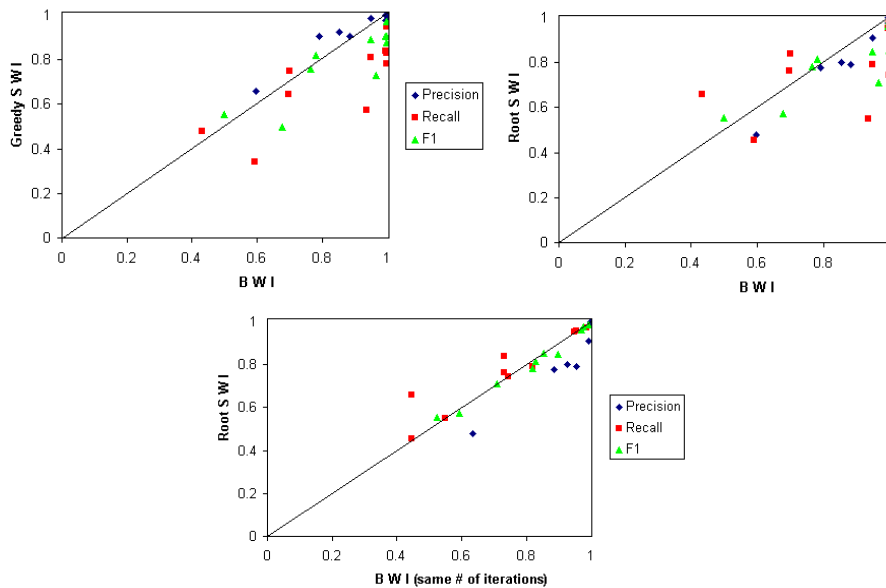 Greedy S W I
1
0.8
0.6
0.4
0.2
0
0 0.2 0.4 0.6 0.8 1
B W I
Precision
Recall
F1
Root S W I
1
0.8
0.6
0.4
0.2
0
0 0.2 0.4 0.6 0.8
B W I
Root S W I
1
0.8
0.6
0.4
0.2
0
0 0.2 0.4 0.6 0.8 1
B W I (same # of iterations)
Precision
Recall
F1